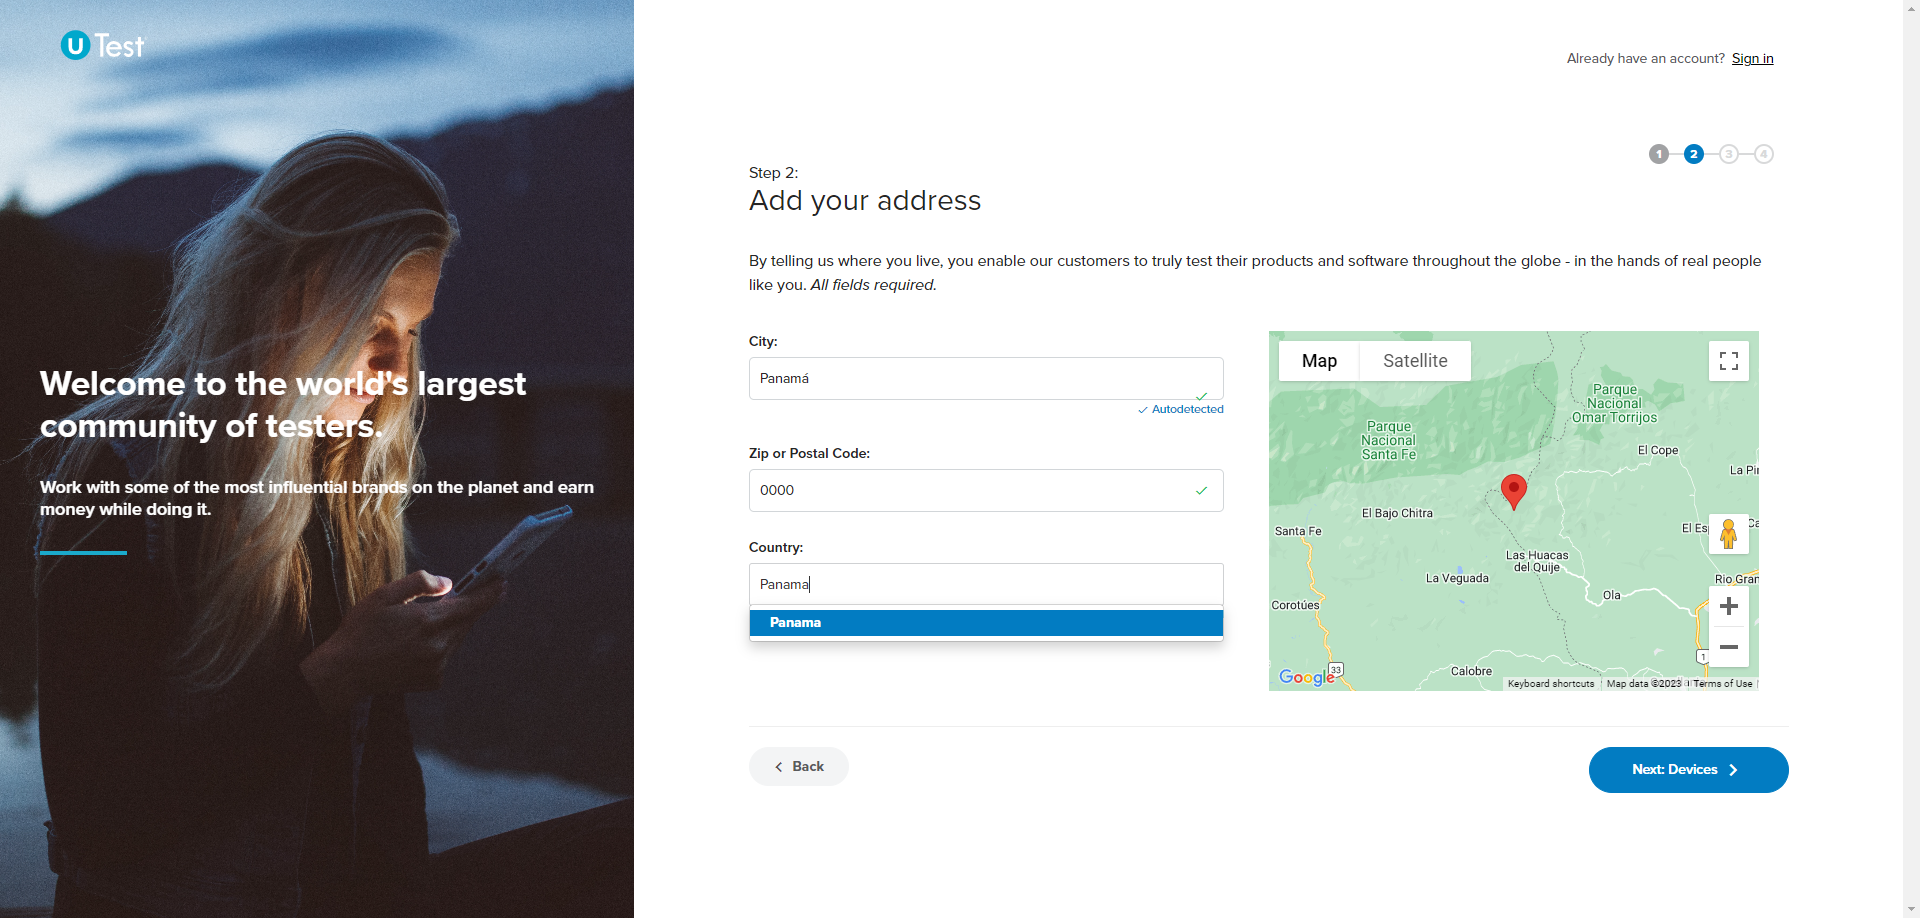 U Test
Already have an account? Sign in
1 2 3 4
Step 2:
Add your address
By telling us where you live, you enable our customers to truly test their products and software throughout the globe - in the hands of real people
like you. All fields required.
Welcome to the world's largest
community of testers.
Work with some of the most influential brands on the planet and earn
money while doing it.
City:
Panamá
Autodetected
Zip or Postal Code:
0000
Country:
Panama
Panama
Map Satellite
Parque
Nacional
Omar Torrijos
Parque
Nacional
Santa Fe
El Cope
La Pi
El Bajo Chitra
Santa Fe
El Es
Ca
Las Huacas
del Quije
La Veguada
Rio Gran
Ola
Corotúes
1
Calobre
33
Google
Keyboard shortcuts
Map data ©2023
Terms of Use
Back
Next: Devices